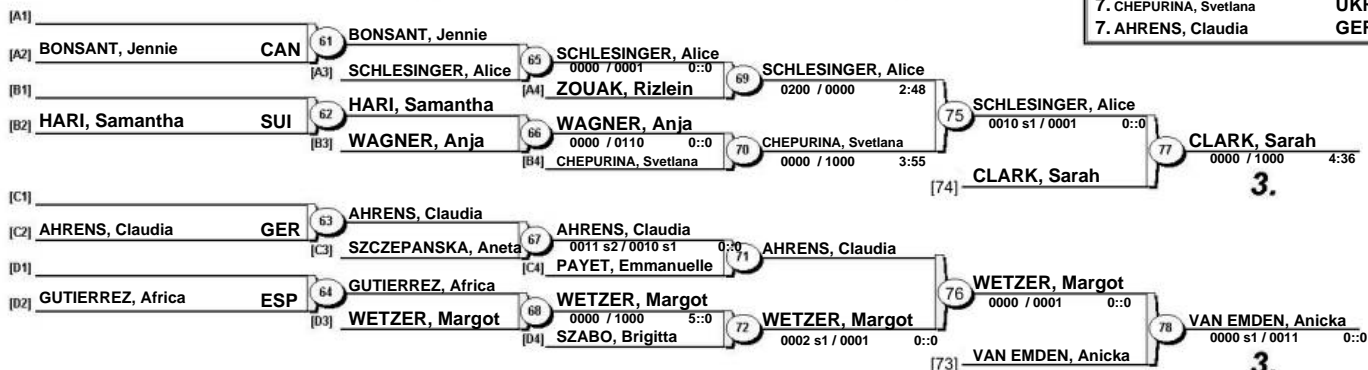 7. CHEPURINA, Svetlana UKR
7. AHRENS, Claudia GER
[A1]
[A2] BONSANT, Jennie CAN
61 BONSANT, Jennie
[A3] SCHLESINGER, Alice
[B1]
[B2] HARI, Samantha SUI
62 HARI, Samantha
[B3] WAGNER, Anja
65 SCHLESINGER, Alice
0000 / 0001 0::0
[A4] ZOUAK, Rizlein
66 WAGNER, Anja
0000 / 0110 0::0
[B4] CHEPURINA, Svetlana
69 SCHLESINGER, Alice
0200 / 0000 2:48
70 CHEPURINA, Svetlana
0000 / 1000 3:55
75 SCHLESINGER, Alice
0010 s1 / 0001 0::0
[74] CLARK, Sarah
77 CLARK, Sarah
0000 / 1000 4:36
3.
[C1]
[C2] AHRENS, Claudia GER
63 AHRENS, Claudia
[C3] SZCZEPANSKA, Aneta
[D1]
[D2] GUTIERREZ, Africa ESP
64 GUTIERREZ, Africa
[D3] WETZER, Margot
67 AHRENS, Claudia
0011 s2 / 0010 s1 0::0
[C4] PAYET, Emmanuelle
68 WETZER, Margot
0000 / 1000 5::0
[D4] SZABO, Brigitta
71 AHRENS, Claudia
72 WETZER, Margot
0002 s1 / 0001 0::0
76 WETZER, Margot
0000 / 0001 0::0
[73] VAN EMDEN, Anicka
78 VAN EMDEN, Anicka
0000 s1 / 0011 0::0
3.